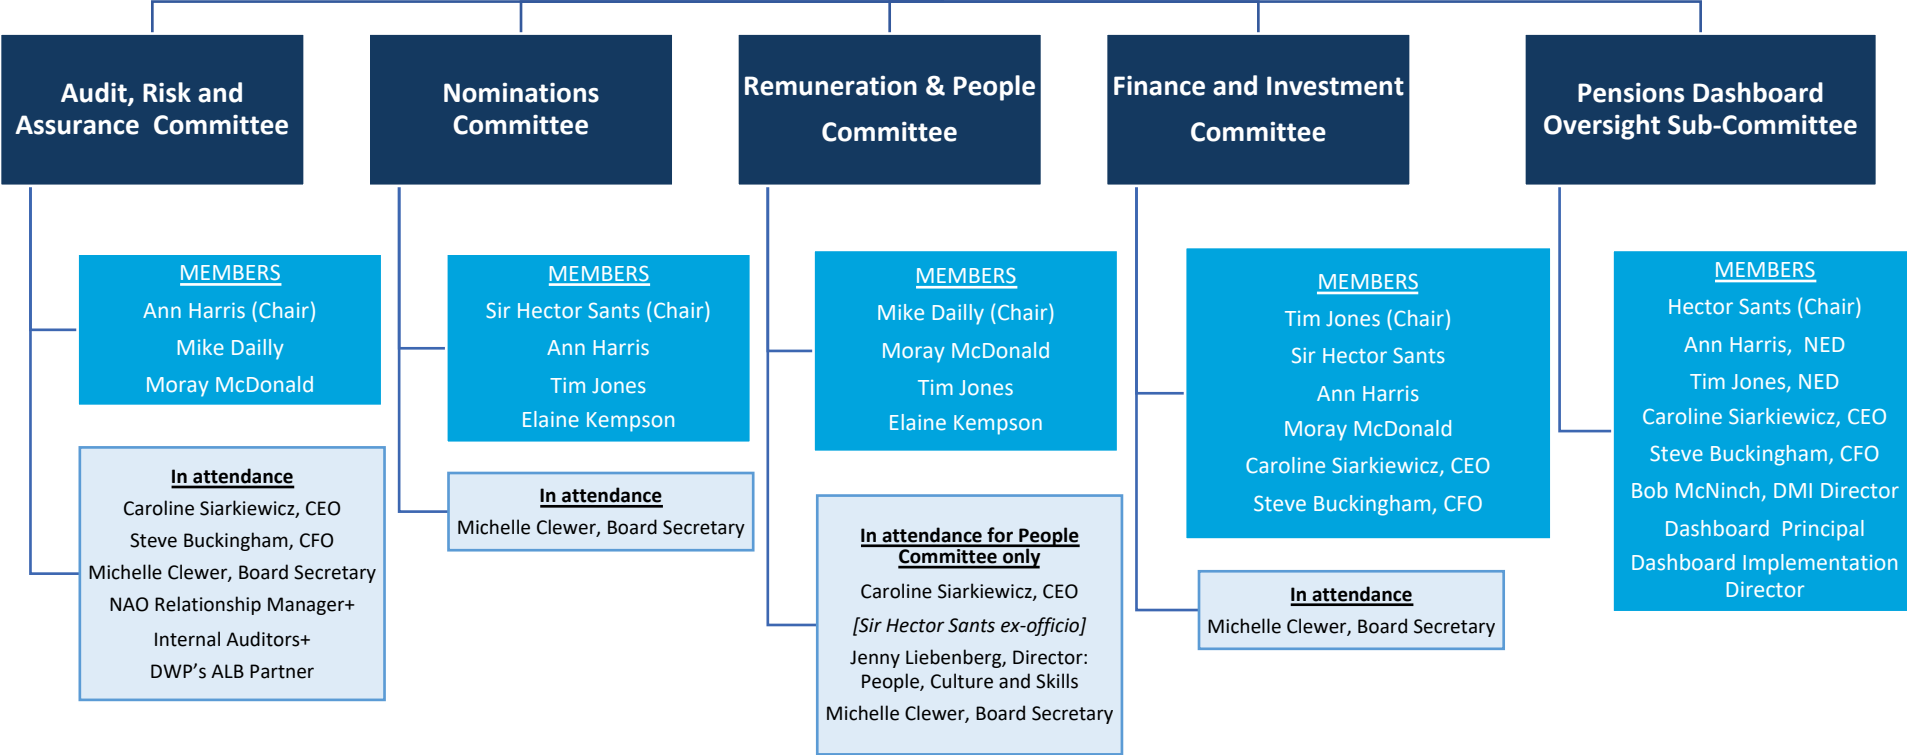 Audit, Risk and
Assurance  Committee
MEMBERS
Ann Harris (Chair)
Mike Dailly
Moray McDonald
In attendance
Caroline Siarkiewicz, CEO
Steve Buckingham, CFO
Michelle Clewer, Board Secretary
NAO Relationship Manager+
Internal Auditors+
DWP's ALB Partner
Nominations
Committee
MEMBERS
Sir Hector Sants (Chair)
Ann Harris
Tim Jones
Elaine Kempson
In attendance
Michelle Clewer, Board Secretary
Remuneration & People
Committee
MEMBERS
Mike Dailly (Chair)
Moray McDonald
Tim Jones
Elaine Kempson
In attendance for People
Committee only
Caroline Siarkiewicz, CEO
[Sir Hector Sants ex-officio]
Jenny Liebenberg, Director:
People, Culture and Skills
Michelle Clewer, Board Secretary
Finance and Investment
Committee
MEMBERS
Tim Jones (Chair)
Sir Hector Sants
Ann Harris
Moray McDonald
Caroline Siarkiewicz, CEO
Steve Buckingham, CFO
In attendance
Michelle Clewer, Board Secretary
Pensions Dashboard
Oversight Sub-Committee
MEMBERS
Hector Sants (Chair)
Ann Harris,  NED
Tim Jones, NED
Caroline Siarkiewicz, CEO
Steve Buckingham, CFO
Bob McNinch, DMI Director
Dashboard  Principal
Dashboard Implementation
Director